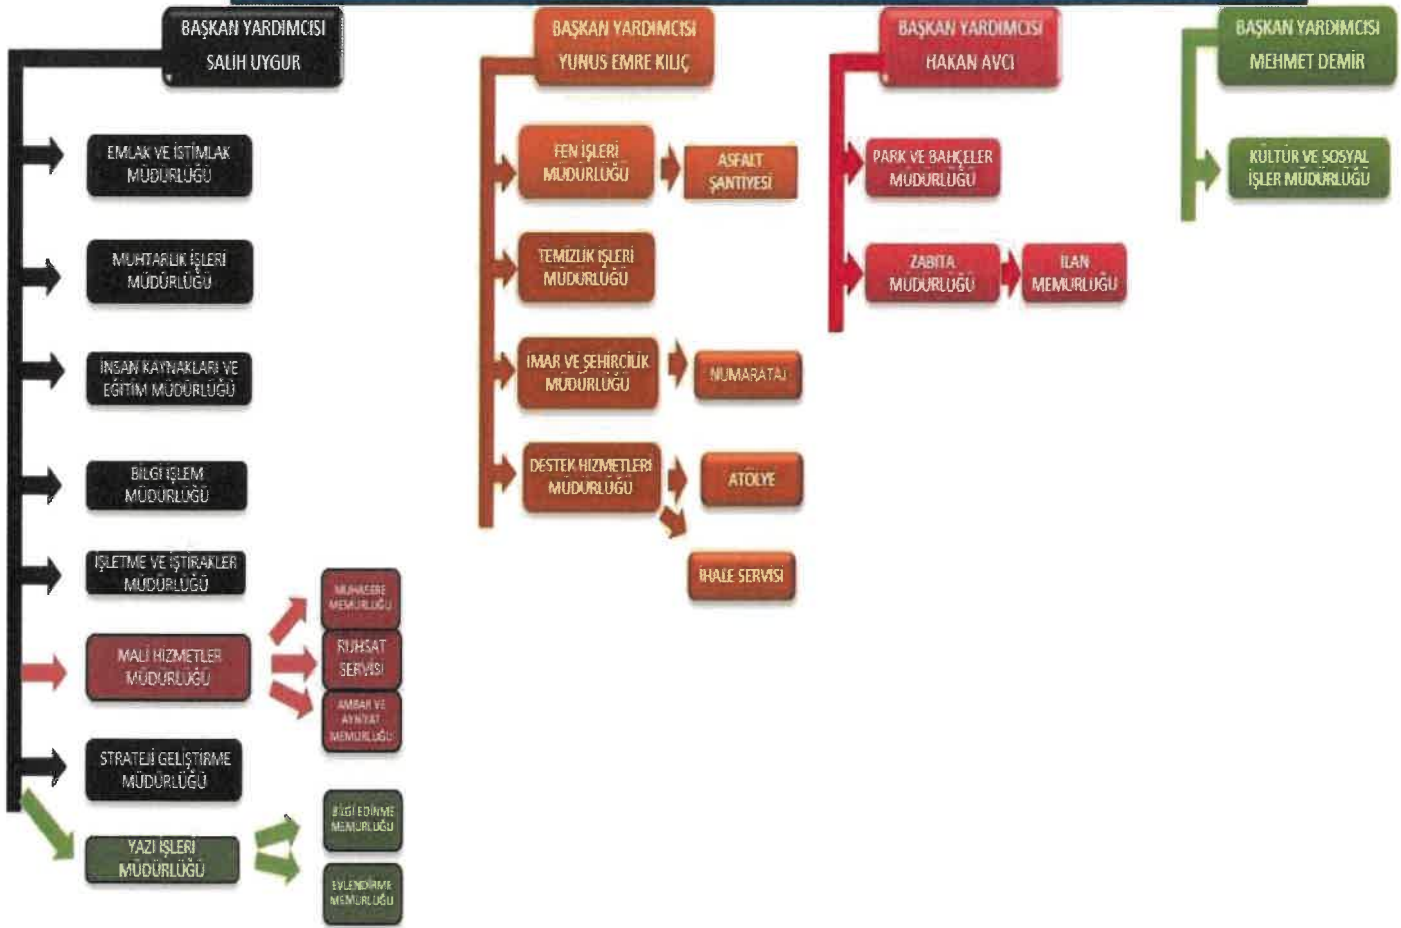 BAŞKAN YARDIMCISI
SALİH UYGUR
EMLAK VE İSTİMLAK
MÜDÜRLÜĞÜ
MUHTARLIK İŞLERİ
MÜDÜRLÜĞÜ
İNSAN KAYNAKLARI VE
EĞİTİM MÜDÜRLÜĞÜ
BİLGİ İŞLEM
MÜDÜRLÜĞÜ
İŞLETME VE İŞTİRAKLER
MÜDÜRLÜĞÜ
MALİ HİZMETLER
MÜDÜRLÜĞÜ
MUHASEBE
MEMURLUĞU
RUHSAT
SERVİSİ
AMBAR VE
AYNİYAT
MEMURLUĞU
STRATEJİ GELİŞTİRME
MÜDÜRLÜĞÜ
YAZI İŞLERİ
MÜDÜRLÜĞÜ
BİLGİ EDİNME
MEMURLUĞU
EVLENDİRME
MEMURLUĞU
BAŞKAN YARDIMCISI
YUNUS EMRE KILIÇ
FEN İŞLERİ
MÜDÜRLÜĞÜ
ASFALT
ŞANTİYESİ
TEMİZLİK İŞLERİ
MÜDÜRLÜĞÜ
İMAR VE ŞEHİRCİLİK
MÜDÜRLÜĞÜ
NUMARATAJ
DESTEK HİZMETLERİ
MÜDÜRLÜĞÜ
ATÖLYE
İHALE SERVİSİ
BAŞKAN YARDIMCISI
HAKAN AVCI
PARK VE BAHÇELER
MÜDÜRLÜĞÜ
ZABITA
MÜDÜRLÜĞÜ
İLAN
MEMURLUĞU
BAŞKAN YARDIMCISI
MEHMET DEMİR
KÜLTÜR VE SOSYAL
İŞLER MÜDÜRLÜĞÜ